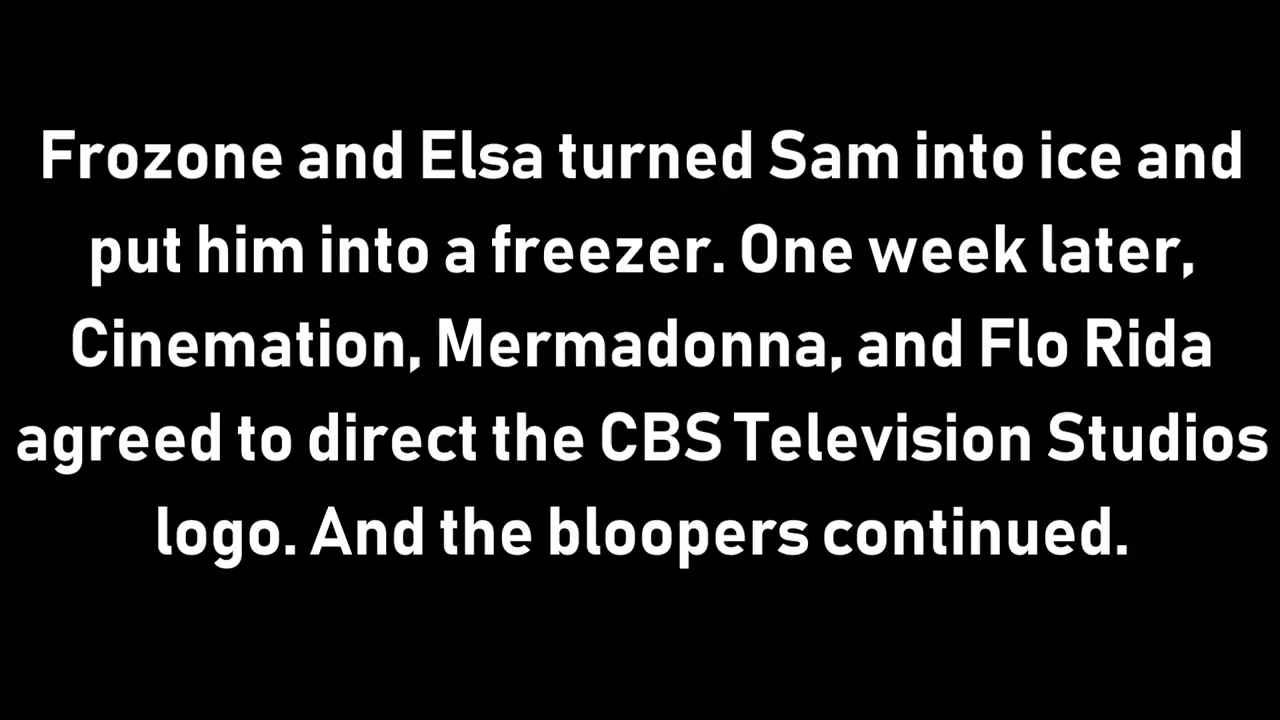 Frozone and Elsa turned Sam into ice and
put him into a freezer. One week later,
Cinemation, Mermadonna, and Flo Rida
agreed to direct the CBS Television Studios
logo. And the bloopers continued.